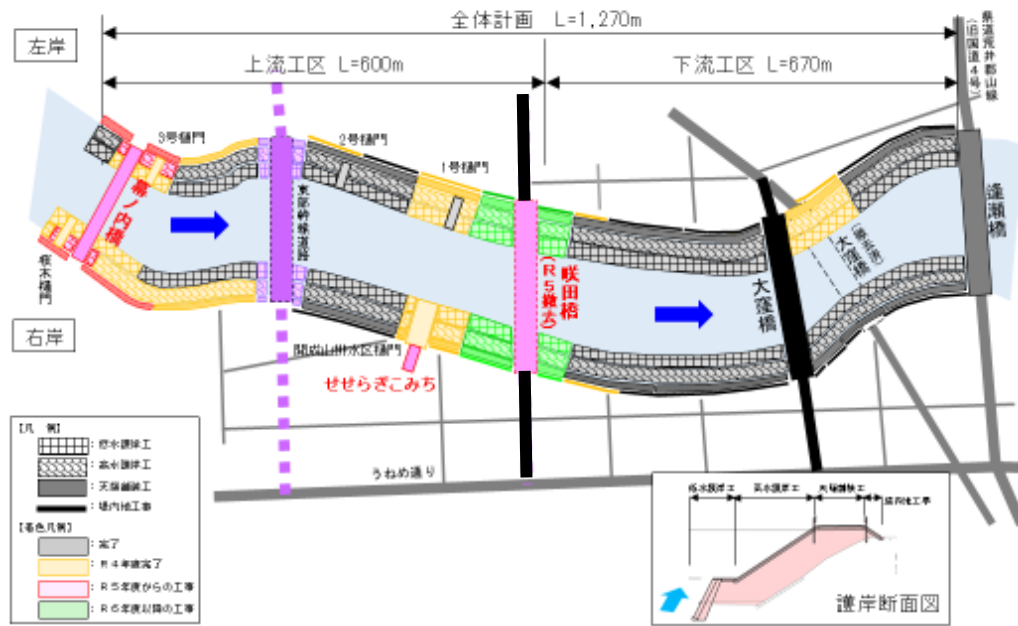 全体計画 L=1,270m
左岸
上流工区 L=600m
下流工区 L=670m
県道荒井郡山線
(旧国道4号)
3号樋門
2号樋門
1号樋門
幕ノ内橋
東部幹線道路
咲田橋
(R5撤去)
大窪橋
大窪橋
逢瀬橋
桜木樋門
右岸
開成山排水区樋門
せせらぎこみち
うねめ通り
【凡 例】
:低水護岸工
:高水護岸工
:天端舗装工
:堤内地工事
【着色凡例】
:完了
:R4年度完了
:R5年度からの工事
:R6年度以降の工事
低水護岸工
高水護岸工
天端舗装工
堤内地工事
護岸断面図